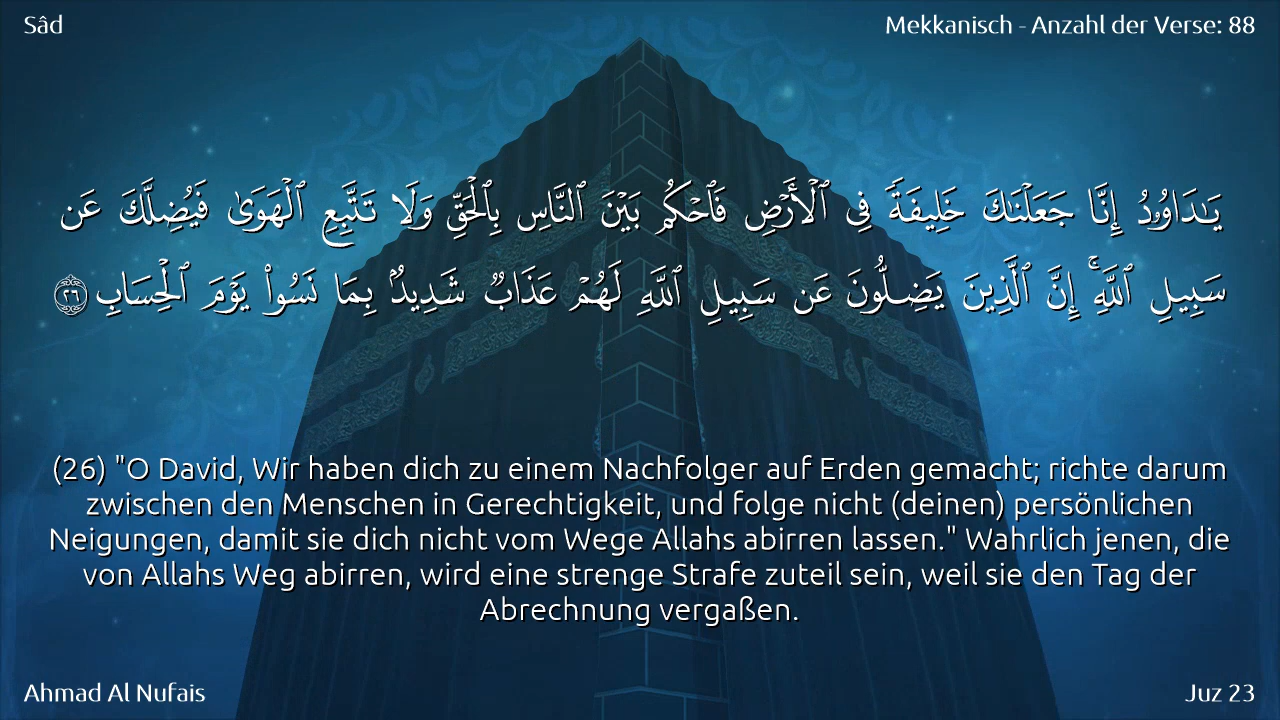 Sâd
Mekkanisch - Anzahl der Verse: 88
يَـٰدَاوُۥدُ إِنَّا جَعَلْنَـٰكَ خَلِيفَةً فِى ٱلْأَرْضِ فَٱحْكُم بَيْنَ ٱلنَّاسِ بِٱلْحَقِّ وَلَا تَتَّبِعِ ٱلْهَوَىٰ فَيُضِلَّكَ عَن
سَبِيلِ ٱللَّهِ ۚ إِنَّ ٱلَّذِينَ يَضِلُّونَ عَن سَبِيلِ ٱللَّهِ لَهُمْ عَذَابٌ شَدِيدٌۢ بِمَا نَسُوا۟ يَوْمَ ٱلْحِسَابِ ٢٦
(26) "O David, Wir haben dich zu einem Nachfolger auf Erden gemacht; richte darum
zwischen den Menschen in Gerechtigkeit, und folge nicht (deinen) persönlichen
Neigungen, damit sie dich nicht vom Wege Allahs abirren lassen." Wahrlich jenen, die
von Allahs Weg abirren, wird eine strenge Strafe zuteil sein, weil sie den Tag der
Abrechnung vergaßen.
Ahmad Al Nufais
Juz 23